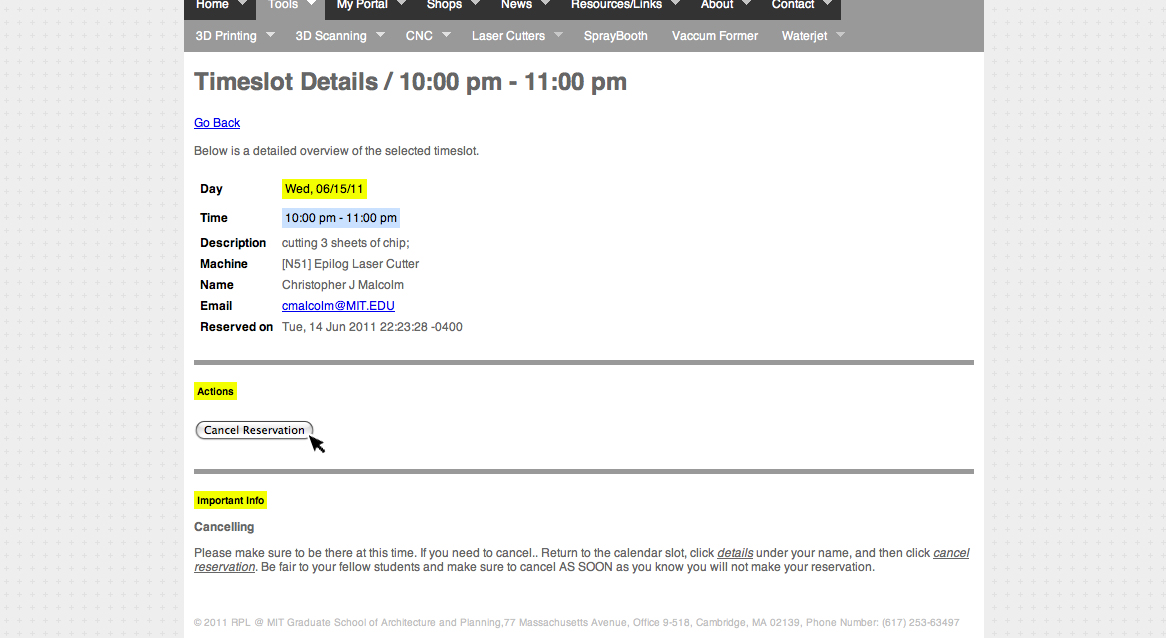 Home Tools My Portal Shops News Resources/Links About Contact
3D Printing 3D Scanning CNC Laser Cutters SprayBooth Vaccum Former Waterjet
Timeslot Details / 10:00 pm - 11:00 pm
Go Back
Below is a detailed overview of the selected timeslot.
Day Wed, 06/15/11
Time 10:00 pm - 11:00 pm
Description cutting 3 sheets of chip;
Machine [N51] Epilog Laser Cutter
Name Christopher J Malcolm
Email cmalcolm@MIT.EDU
Reserved on Tue, 14 Jun 2011 22:23:28 -0400
Actions
Cancel Reservation
Important Info
Cancelling
Please make sure to be there at this time. If you need to cancel.. Return to the calendar slot, click details under your name, and then click cancel
reservation. Be fair to your fellow students and make sure to cancel AS SOON as you know you will not make your reservation.
© 2011 RPL @ MIT Graduate School of Architecture and Planning,77 Massachusetts Avenue, Office 9-518, Cambridge, MA 02139, Phone Number: (617) 253-63497